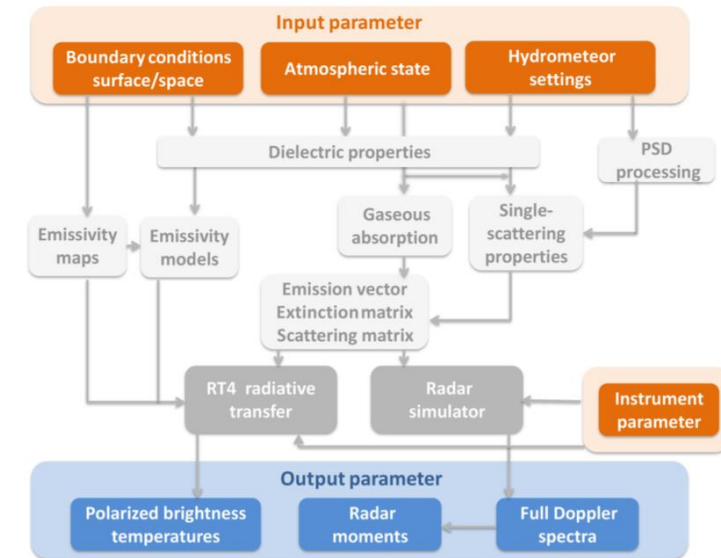 Input parameter
Boundary conditions
surface/space
Atmospheric state
Hydrometeor
settings
Dielectric properties
PSD
processing
Emissivity
maps
Emissivity
models
Gaseous
absorption
Single-
scattering
properties
Emission vector
Extinction matrix
Scattering matrix
RT4 radiative
transfer
Radar
simulator
Instrument
parameter
Output parameter
Polarized brightness
temperatures
Radar
moments
Full Doppler
spectra